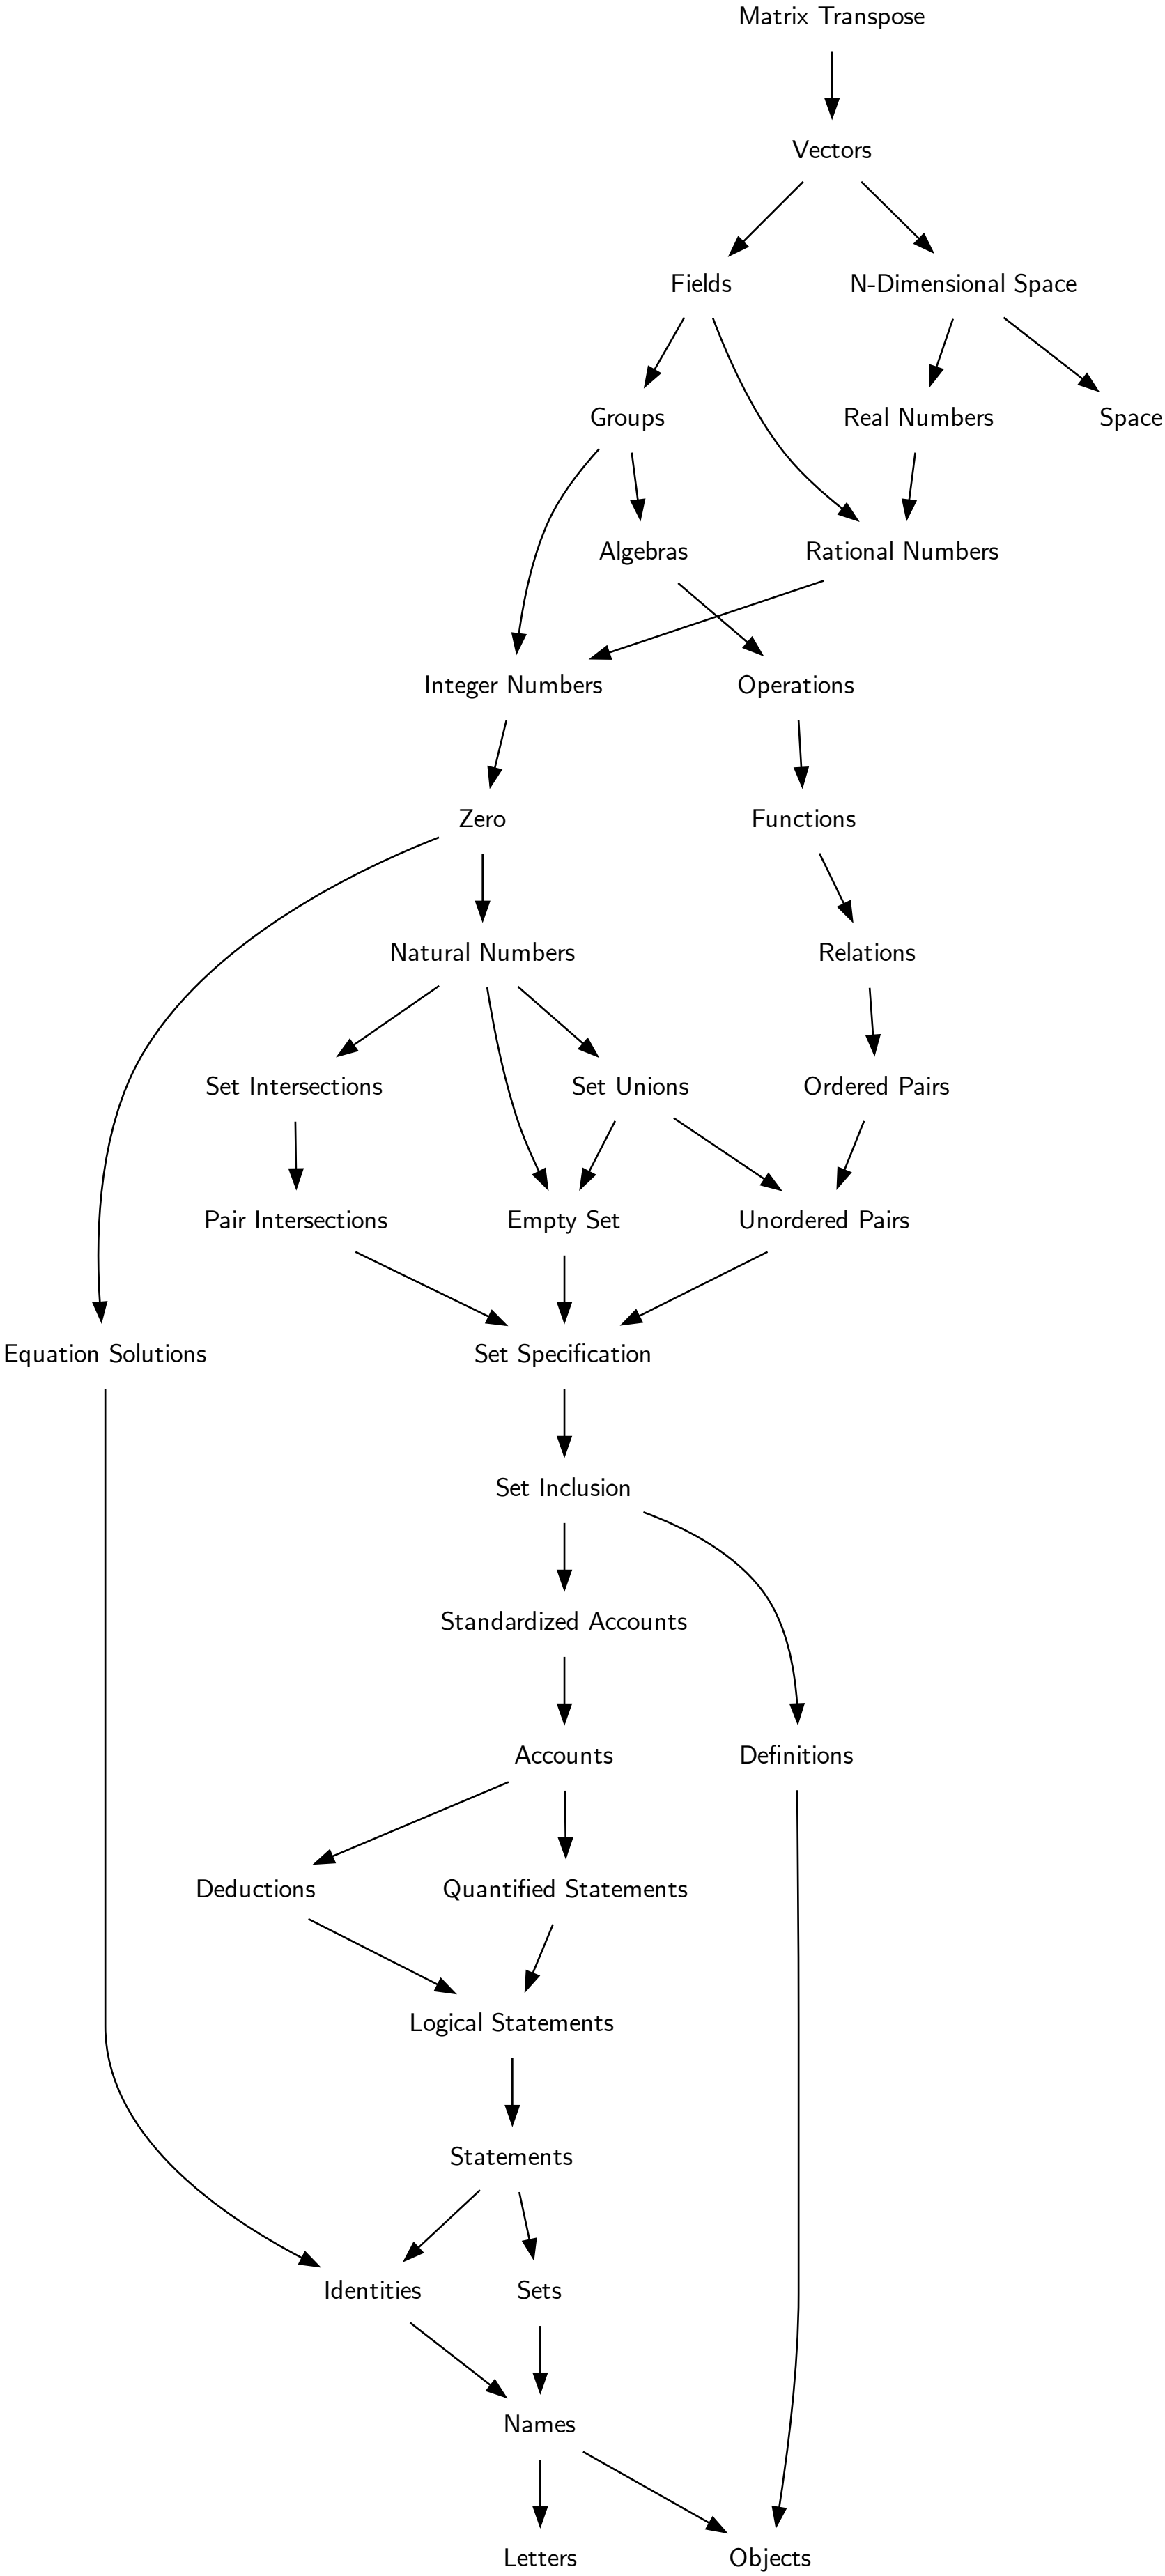 Matrix Transpose
Vectors
Fields
N-Dimensional Space
Groups
Real Numbers
Space
Algebras
Rational Numbers
Integer Numbers
Operations
Zero
Functions
Natural Numbers
Relations
Set Intersections
Set Unions
Ordered Pairs
Pair Intersections
Empty Set
Unordered Pairs
Equation Solutions
Set Specification
Set Inclusion
Standardized Accounts
Accounts
Definitions
Deductions
Quantified Statements
Logical Statements
Statements
Identities
Sets
Names
Letters
Objects